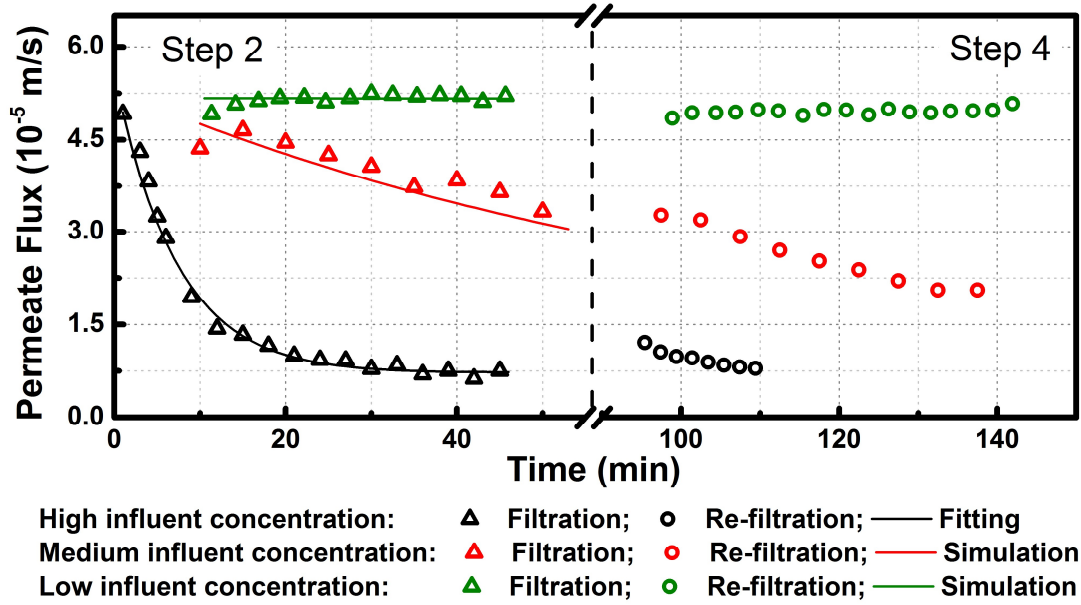 Step 2
Step 4
Permeate Flux (10⁻⁵ m/s)
6.0
4.5
3.0
1.5
0.0
0 20 40 100 120 140
Time (min)
High influent concentration: Filtration; Re-filtration; Fitting
Medium influent concentration: Filtration; Re-filtration; Simulation
Low influent concentration: Filtration; Re-filtration; Simulation